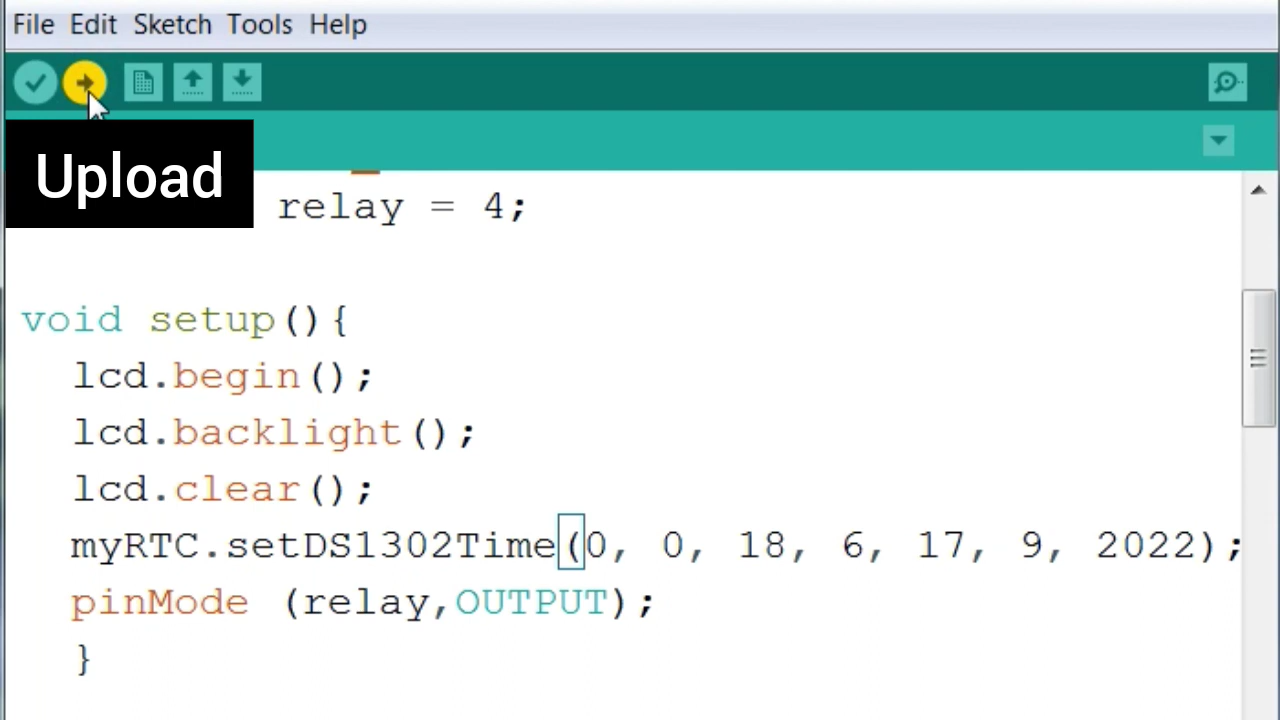 File Edit Sketch Tools Help
Upload
relay = 4;
void setup(){
lcd.begin();
lcd.backlight();
lcd.clear();
myRTC.setDS1302Time(0, 0, 18, 6, 17, 9, 2022);
pinMode (relay,OUTPUT);
}